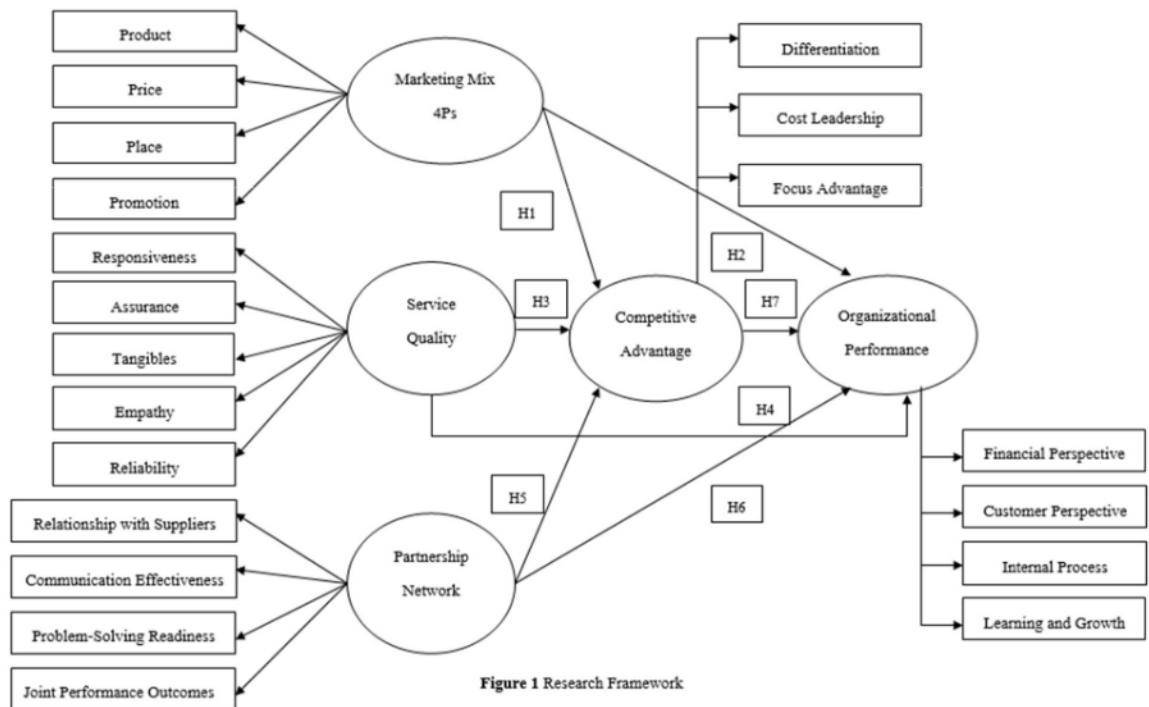 Product
Price
Place
Promotion
Responsiveness
Assurance
Tangibles
Empathy
Reliability
Relationship with Suppliers
Communication Effectiveness
Problem-Solving Readiness
Joint Performance Outcomes
Marketing Mix
4Ps
Service
Quality
Partnership
Network
H1
H3
H5
Competitive
Advantage
Differentiation
Cost Leadership
Focus Advantage
H2
H7
H4
H6
Organizational
Performance
Financial Perspective
Customer Perspective
Internal Process
Learning and Growth
Figure 1 Research Framework